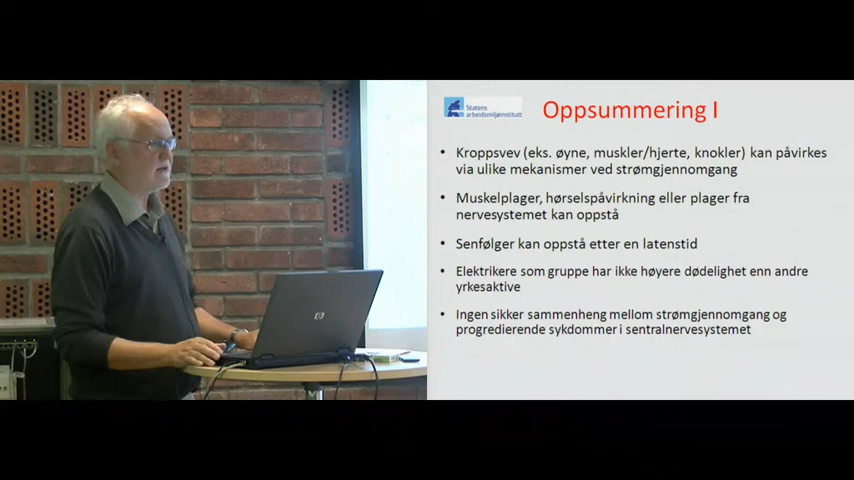 Statens
arbeidsmiljøinstitutt
Oppsummering I
• Kroppsvev (eks. øyne, muskler/hjerte, knokler) kan påvirkes
via ulike mekanismer ved strømgjennomgang
• Muskelplager, hørselspåvirkning eller plager fra
nervesystemet kan oppstå
• Senfølger kan oppstå etter en latenstid
• Elektrikere som gruppe har ikke høyere dødelighet enn andre
yrkesaktive
• Ingen sikker sammenheng mellom strømgjennomgang og
progredierende sykdommer i sentralnervesystemet
hp